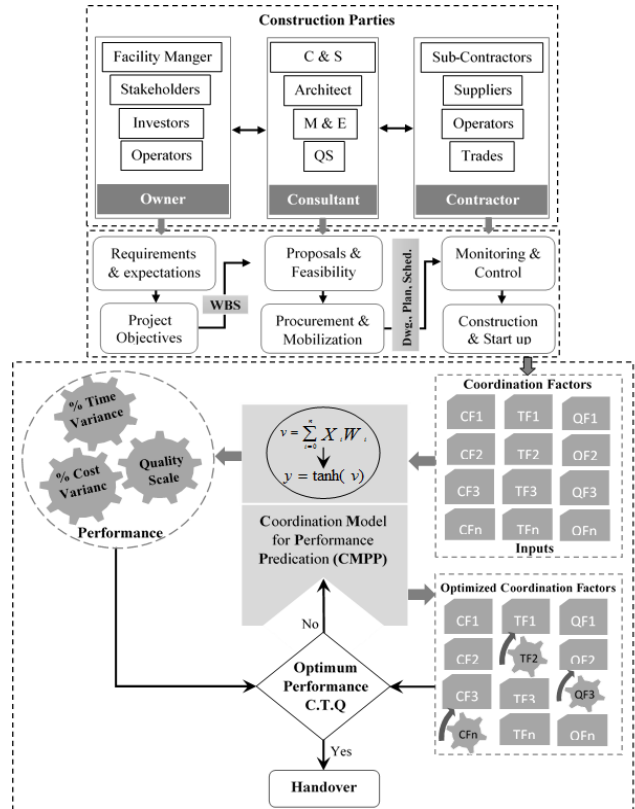 Construction Parties
Facility Manger
Stakeholders
Investors
Operators
Owner
C & S
Architect
M & E
QS
Consultant
Sub-Contractors
Suppliers
Operators
Trades
Contractor
Requirements
& expectations
Project
Objectives
WBS
Proposals &
Feasibility
Procurement &
Mobilization
Dwg., Plan, Sched.
Monitoring &
Control
Construction
& Start up
% Time
Variance
% Cost
Varianc
Quality
Scale
Performance
v = ∑ⁿᵢ₌₀ XᵢWᵢ
y = tanh( v)
Coordination Model
for Performance
Predication (CMPP)
Coordination Factors
CF1 TF1 QF1
CF2 TF2 QF2
CF3 TF3 QF3
CFn TFn QFn
Inputs
Optimized Coordination Factors
CF1 TF1 QF1
CF2 TF2 QF2
CF3 TF3 QF3
CFn TFn QFn
No
Optimum
Performance
C.T.Q
Yes
Handover